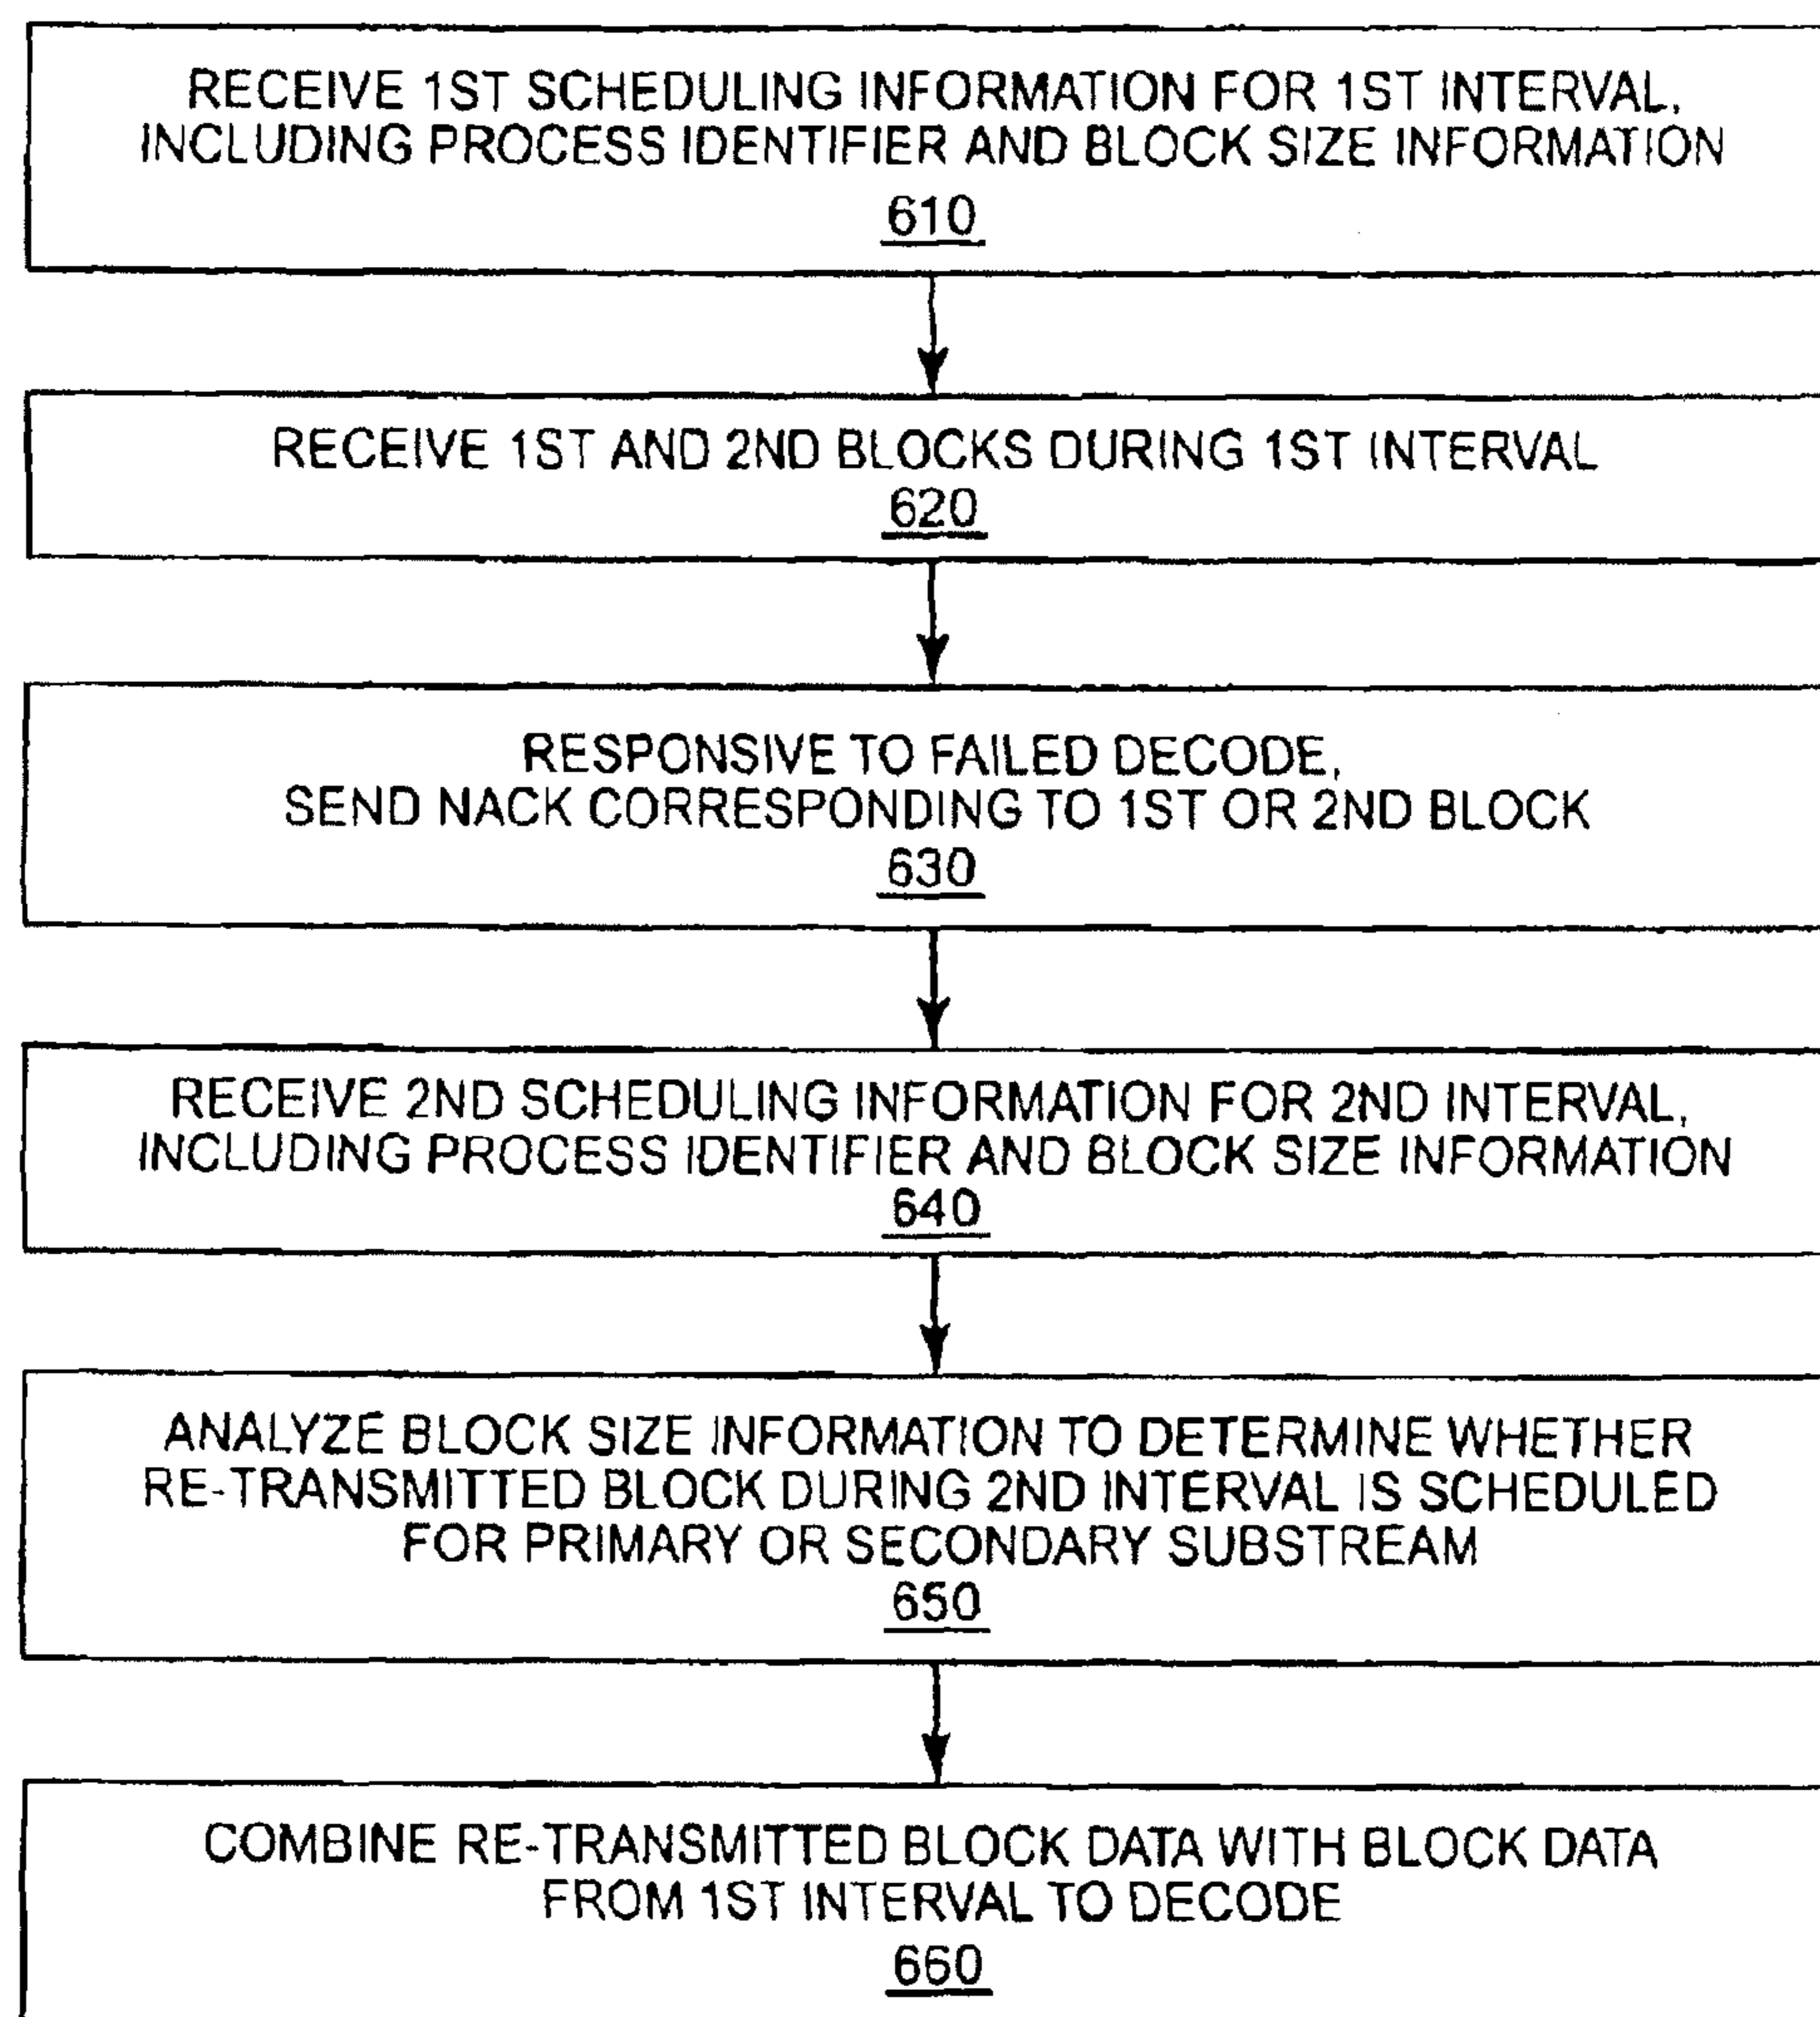 RECEIVE 1ST SCHEDULING INFORMATION FOR 1ST INTERVAL,
INCLUDING PROCESS IDENTIFIER AND BLOCK SIZE INFORMATION
610
RECEIVE 1ST AND 2ND BLOCKS DURING 1ST INTERVAL
620
RESPONSIVE TO FAILED DECODE,
SEND NACK CORRESPONDING TO 1ST OR 2ND BLOCK
630
RECEIVE 2ND SCHEDULING INFORMATION FOR 2ND INTERVAL,
INCLUDING PROCESS IDENTIFIER AND BLOCK SIZE INFORMATION
640
ANALYZE BLOCK SIZE INFORMATION TO DETERMINE WHETHER
RE-TRANSMITTED BLOCK DURING 2ND INTERVAL IS SCHEDULED
FOR PRIMARY OR SECONDARY SUBSTREAM
650
COMBINE RE-TRANSMITTED BLOCK DATA WITH BLOCK DATA
FROM 1ST INTERVAL TO DECODE
660